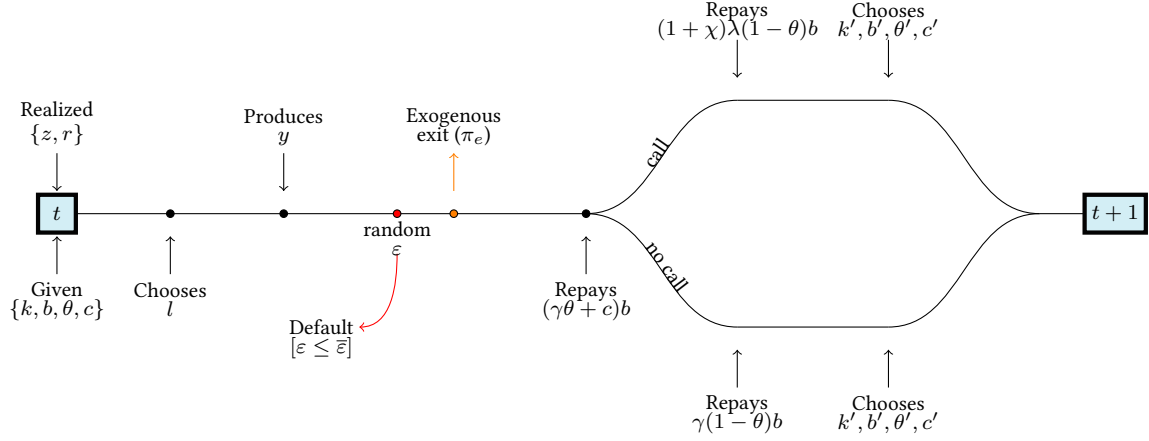 Realized
{z, r}
t
Given
{k, b, θ, c}
Chooses
l
Produces
y
random
ε
Default
[ε ≤ ε̅]
Exogenous
exit (πₑ)
Repays
(γθ + c)b
call
Repays
(1 + χ)λ(1 − θ)b
Chooses
k′, b′, θ′, c′
no call
Repays
γ(1 − θ)b
Chooses
k′, b′, θ′, c′
t + 1